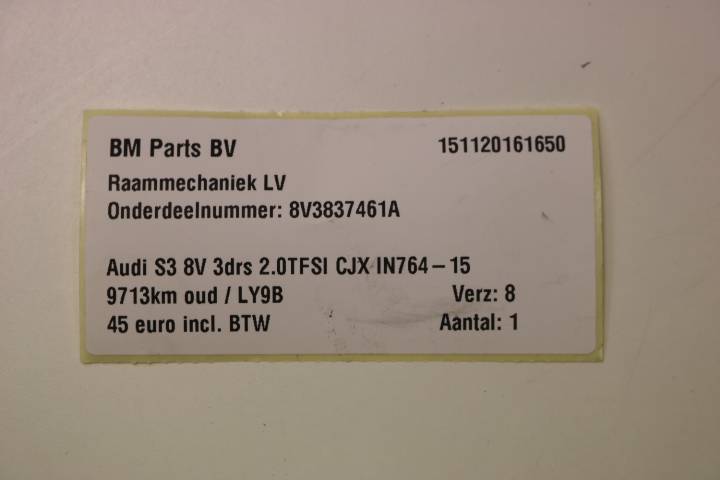 BM Parts BV 151120161650
Raammechaniek LV
Onderdeelnummer: 8V3837461A
Audi S3 8V 3drs 2.0TFSI CJX IN764-15
9713km oud / LY9B Verz: 8
45 euro incl. BTW Aantal: 1